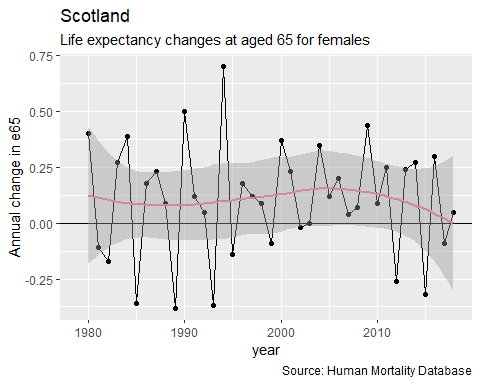 Scotland
Life expectancy changes at aged 65 for females
Annual change in e65
0.75
0.50
0.25
0.00
-0.25
1980 1990 2000 2010
year
Source: Human Mortality Database